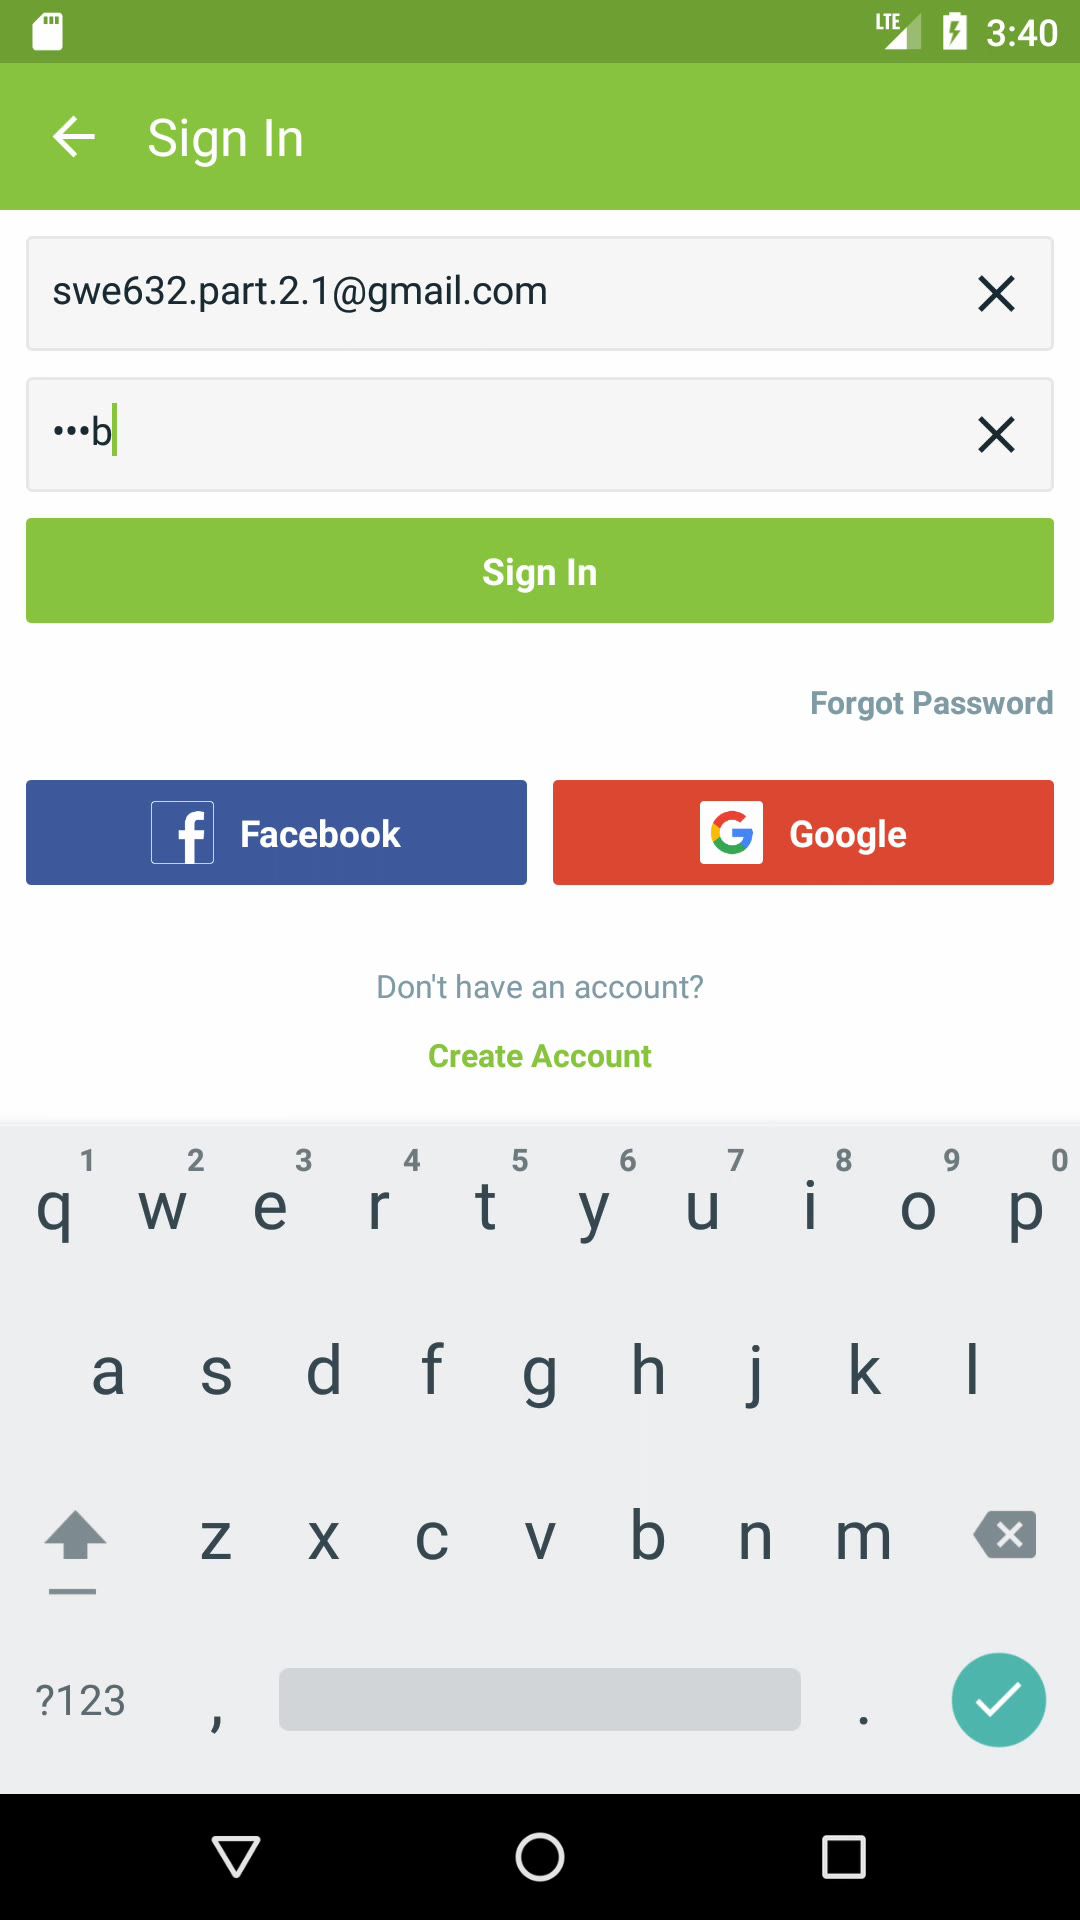 LTE 3:40
Sign In
swe632.part.2.1@gmail.com
•••b
Sign In
Forgot Password
Facebook
Google
Don't have an account?
Create Account
1 2 3 4 5 6 7 8 9 0
q w e r t y u i o p
a s d f g h j k l
z x c v b n m
?123 , .